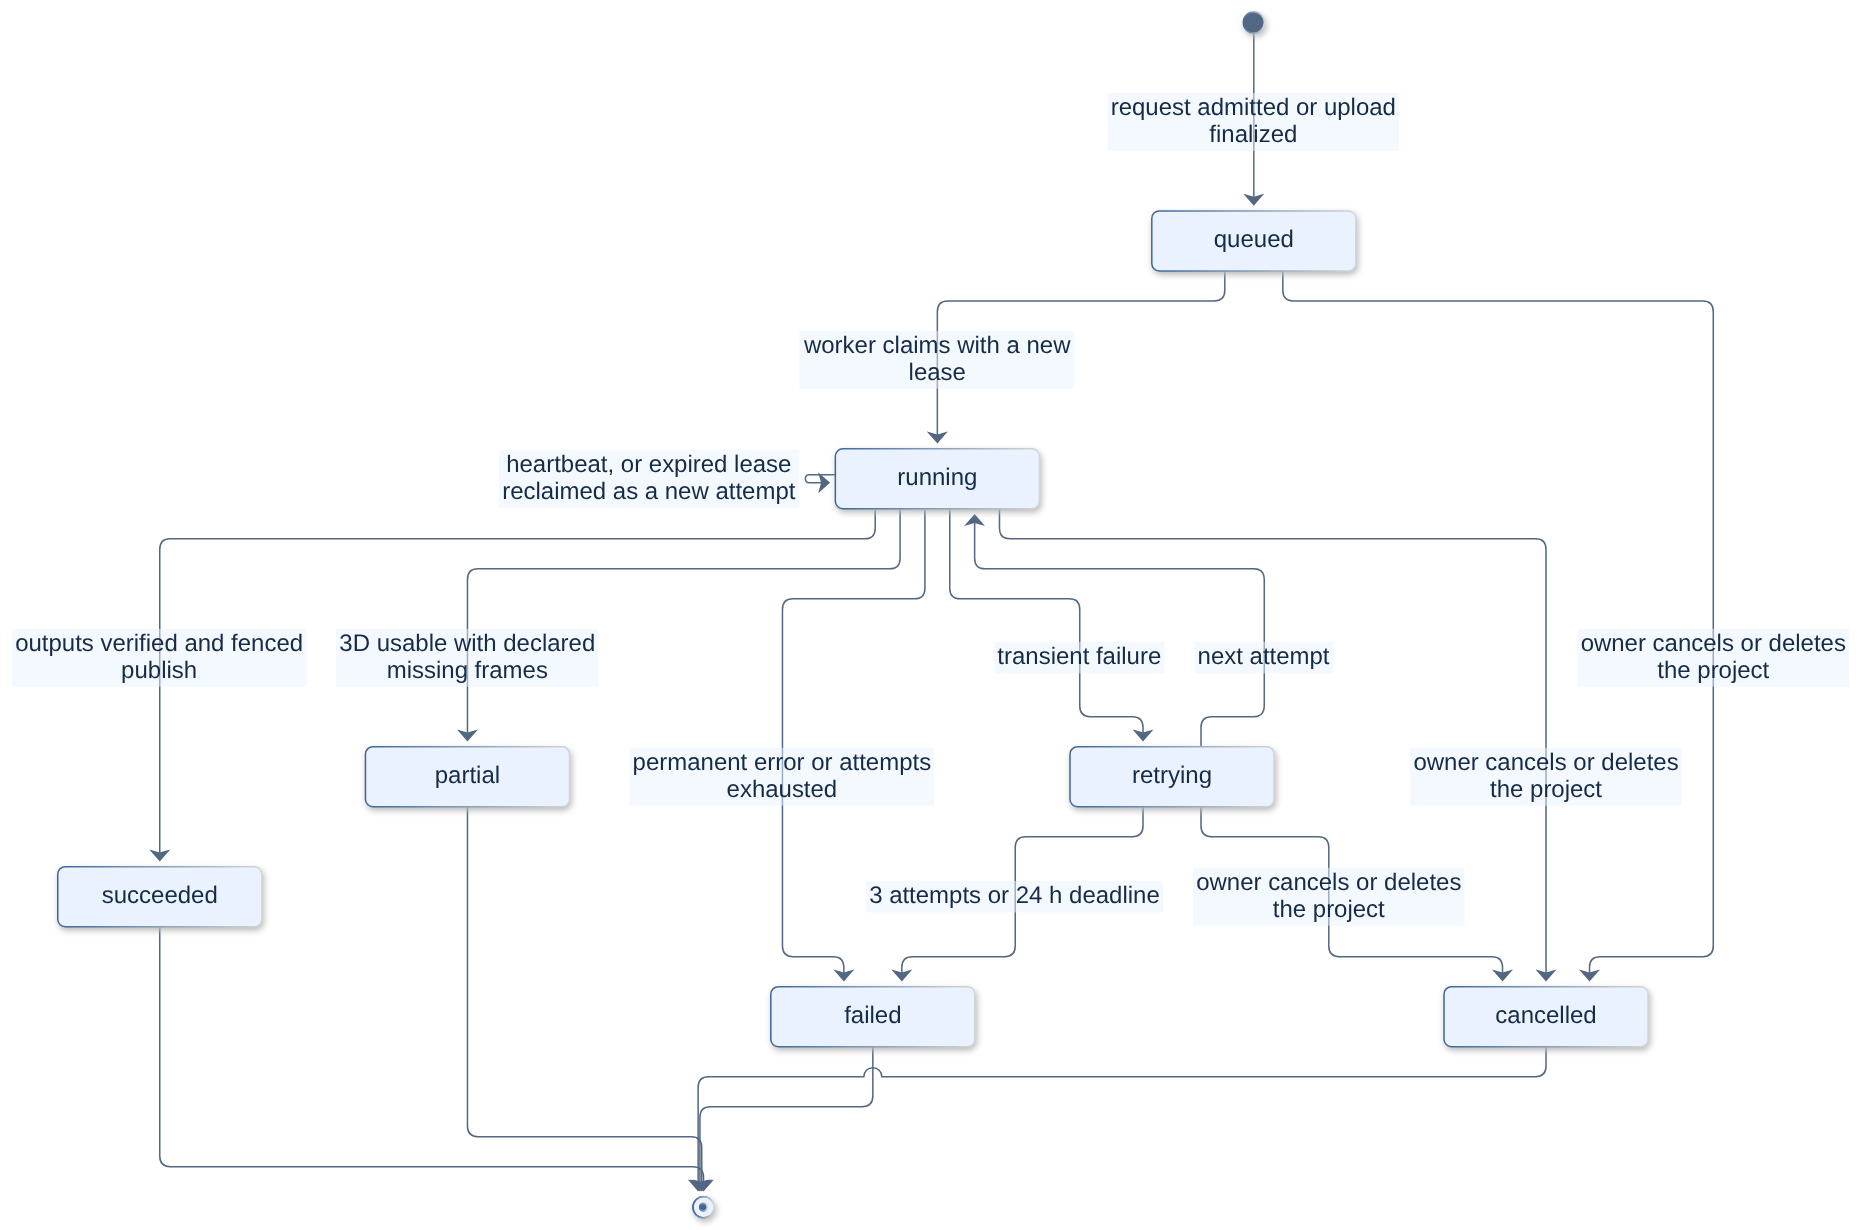 request admitted or upload
finalized
queued
worker claims with a new
lease
heartbeat, or expired lease
reclaimed as a new attempt
running
outputs verified and fenced
publish
3D usable with declared
missing frames
transient failure
next attempt
owner cancels or deletes
the project
partial
permanent error or attempts
exhausted
retrying
owner cancels or deletes
the project
succeeded
3 attempts or 24 h deadline
owner cancels or deletes
the project
failed
cancelled